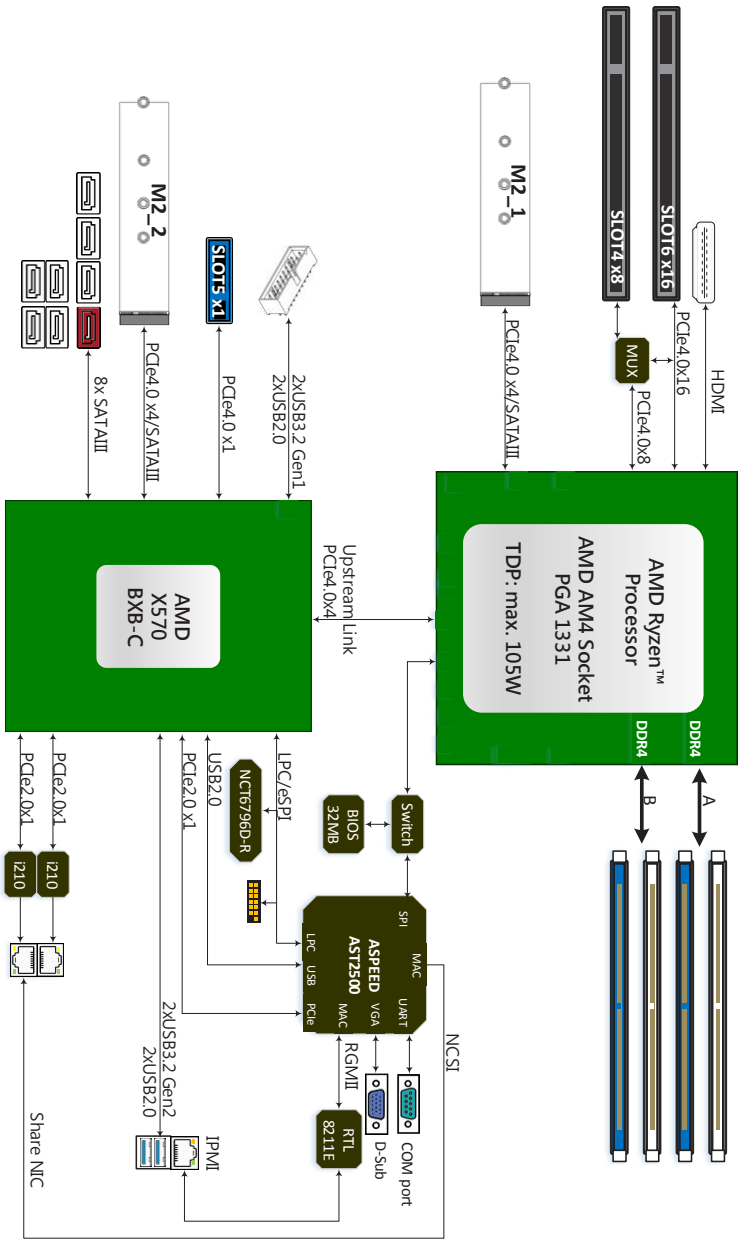 SLOT6 x16
SLOT4 x8
HDMI
PCIe4.0x16
MUX
PCIe4.0x8
M2_1
PCIe4.0 x4/SATAIII
AMD Ryzen™
Processor
AMD AM4 Socket
PGA 1331
TDP: max. 105W
DDR4
DDR4
A
B
Upstream Link
PCIe4.0x4
2xUSB3.2 Gen1
2xUSB2.0
SLOT5 x1
PCIe4.0 x1
M2_2
PCIe4.0 x4/SATAIII
8x SATAIII
AMD
X570
BXB-C
Switch
BIOS
32MB
LPC/eSPI
NCT6796D-R
USB2.0
PCIe2.0 x1
PCIe2.0x1
PCIe2.0x1
i210
i210
ASPEED
AST2500
SPI
MAC
UART
VGA
MAC
LPC
USB
PCIe
NCSI
COM port
D-Sub
RGMII
RTL
8211E
IPMI
2xUSB3.2 Gen2
2xUSB2.0
Share NIC